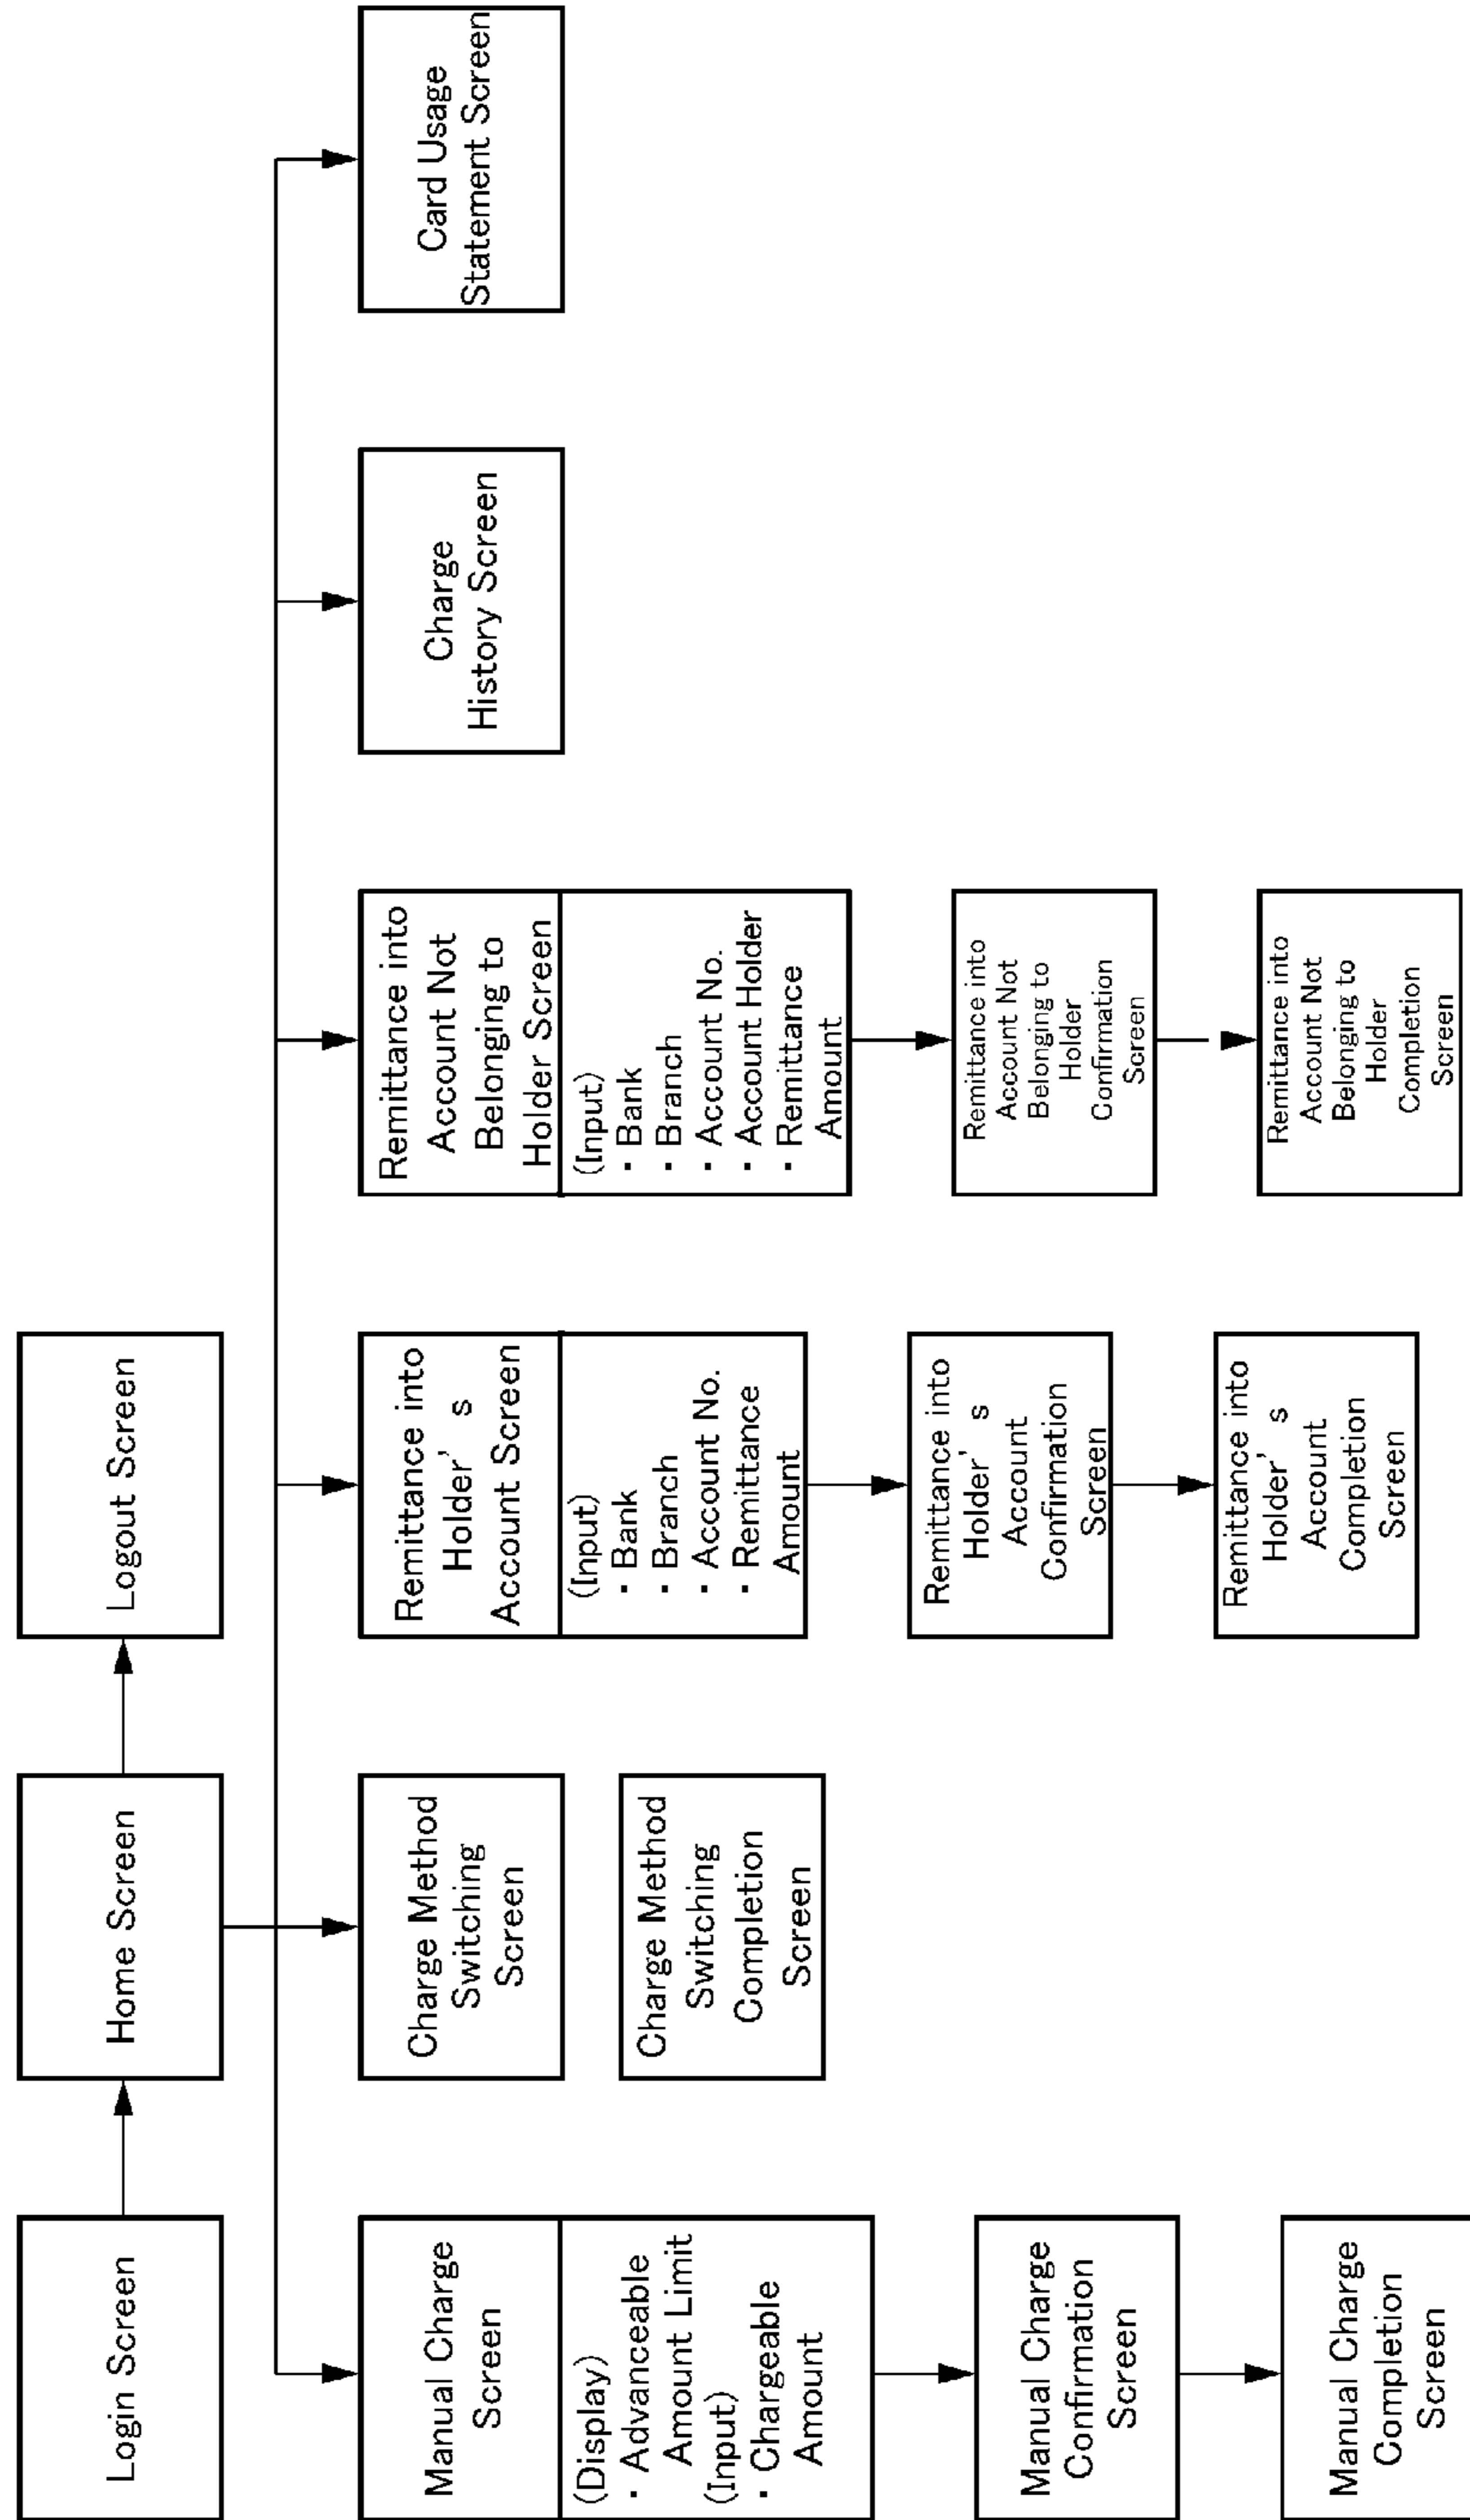 Login Screen
Home Screen
Logout Screen
Manual Charge
Screen
(Display)
・Advanceable
Amount Limit
(Input)
・Chargeable
Amount
Manual Charge
Confirmation
Screen
Manual Charge
Completion
Screen
Charge Method
Switching
Screen
Charge Method
Switching
Completion
Screen
Remittance into
Holder’s
Account Screen
(Input)
・Bank
・Branch
・Account No.
・Remittance
Amount
Remittance into
Holder’s
Account
Confirmation
Screen
Remittance into
Holder’s
Account
Completion
Screen
Remittance into
Account Not
Belonging to
Holder Screen
(Input)
・Bank
・Branch
・Account No.
・Account Holder
・Remittance
Amount
Remittance into
Account Not
Belonging to
Holder
Confirmation
Screen
Remittance into
Account Not
Belonging to
Holder
Completion
Screen
Charge
History Screen
Card Usage
Statement Screen